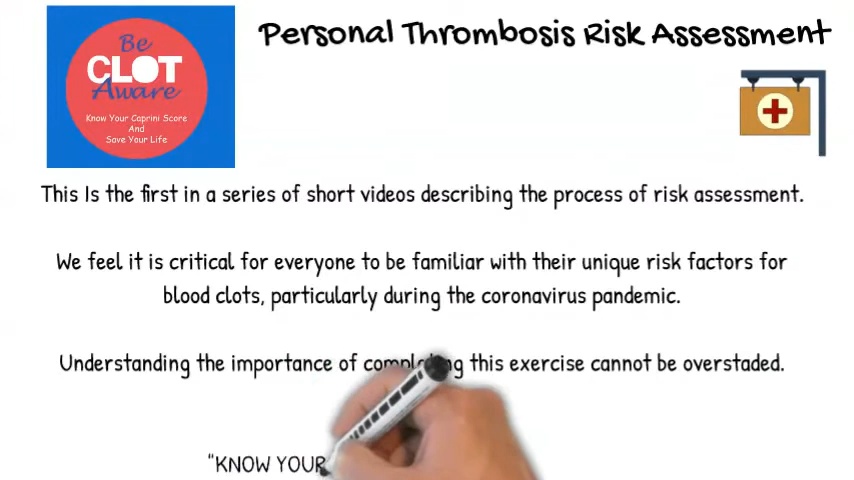 Personal Thrombosis Risk Assessment
Be
CLOT
Aware
Know Your Caprini Score
And
Save Your Life
This Is the first in a series of short videos describing the process of risk assessment.
We feel it is critical for everyone to be familiar with their unique risk factors for
blood clots, particularly during the coronavirus pandemic.
Understanding the importance of completing this exercise cannot be overstaded.
"KNOW YOUR